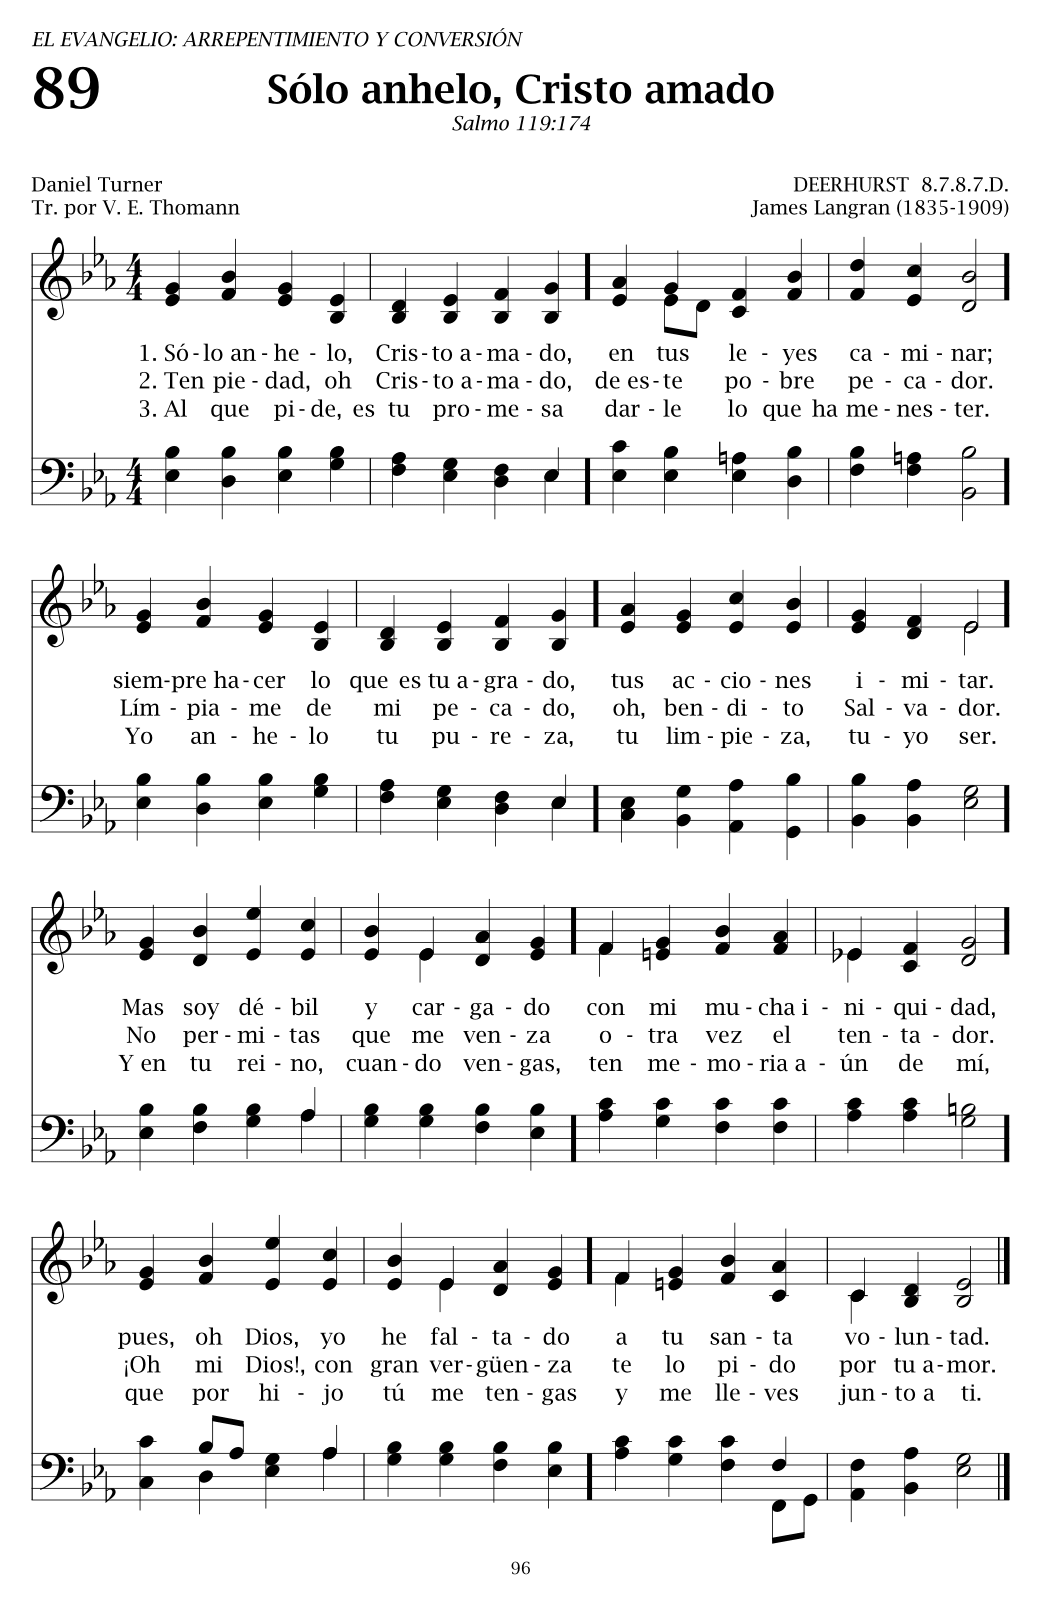 EL EVANGELIO: ARREPENTIMIENTO Y CONVERSIÓN
89 Sólo anhelo, Cristo amado
Salmo 119:174
Daniel Turner DEERHURST 8.7.8.7.D.
Tr. por V. E. Thomann James Langran (1835-1909)
1. Só - lo an - he - lo, Cris - to a - ma - do, en tus le - yes ca - mi - nar;
2. Ten pie - dad, oh Cris - to a - ma - do, de es - te po - bre pe - ca - dor.
3. Al que pi - de, es tu pro - me - sa dar - le lo que ha me - nes - ter.
siem - pre ha - cer lo que es tu a - gra - do, tus ac - cio - nes i - mi - tar.
Lím - pia - me de mi pe - ca - do, oh, ben - di - to Sal - va - dor.
Yo an - he - lo tu pu - re - za, tu lim - pie - za, tu - yo ser.
Mas soy dé - bil y car - ga - do con mi mu - cha i - ni - qui - dad,
No per - mi - tas que me ven - za o - tra vez el ten - ta - dor.
Y en tu rei - no, cuan - do ven - gas, ten me - mo - ria a - ún de mí,
pues, oh Dios, yo he fal - ta - do a tu san - ta vo - lun - tad.
¡Oh mi Dios!, con gran ver - güen - za te lo pi - do por tu a - mor.
que por hi - jo tú me ten - gas y me lle - ves jun - to a ti.
96